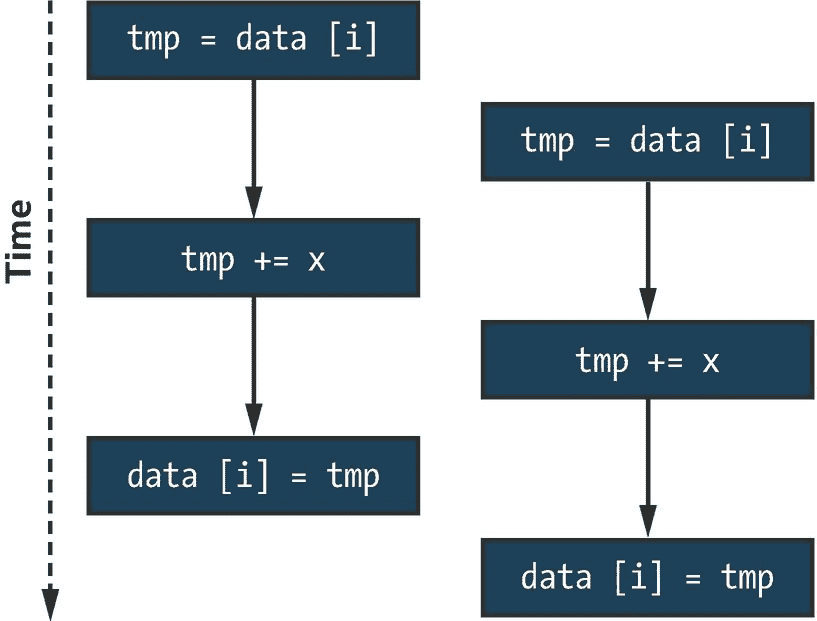 Time
tmp = data [i]
tmp += x
data [i] = tmp
tmp = data [i]
tmp += x
data [i] = tmp